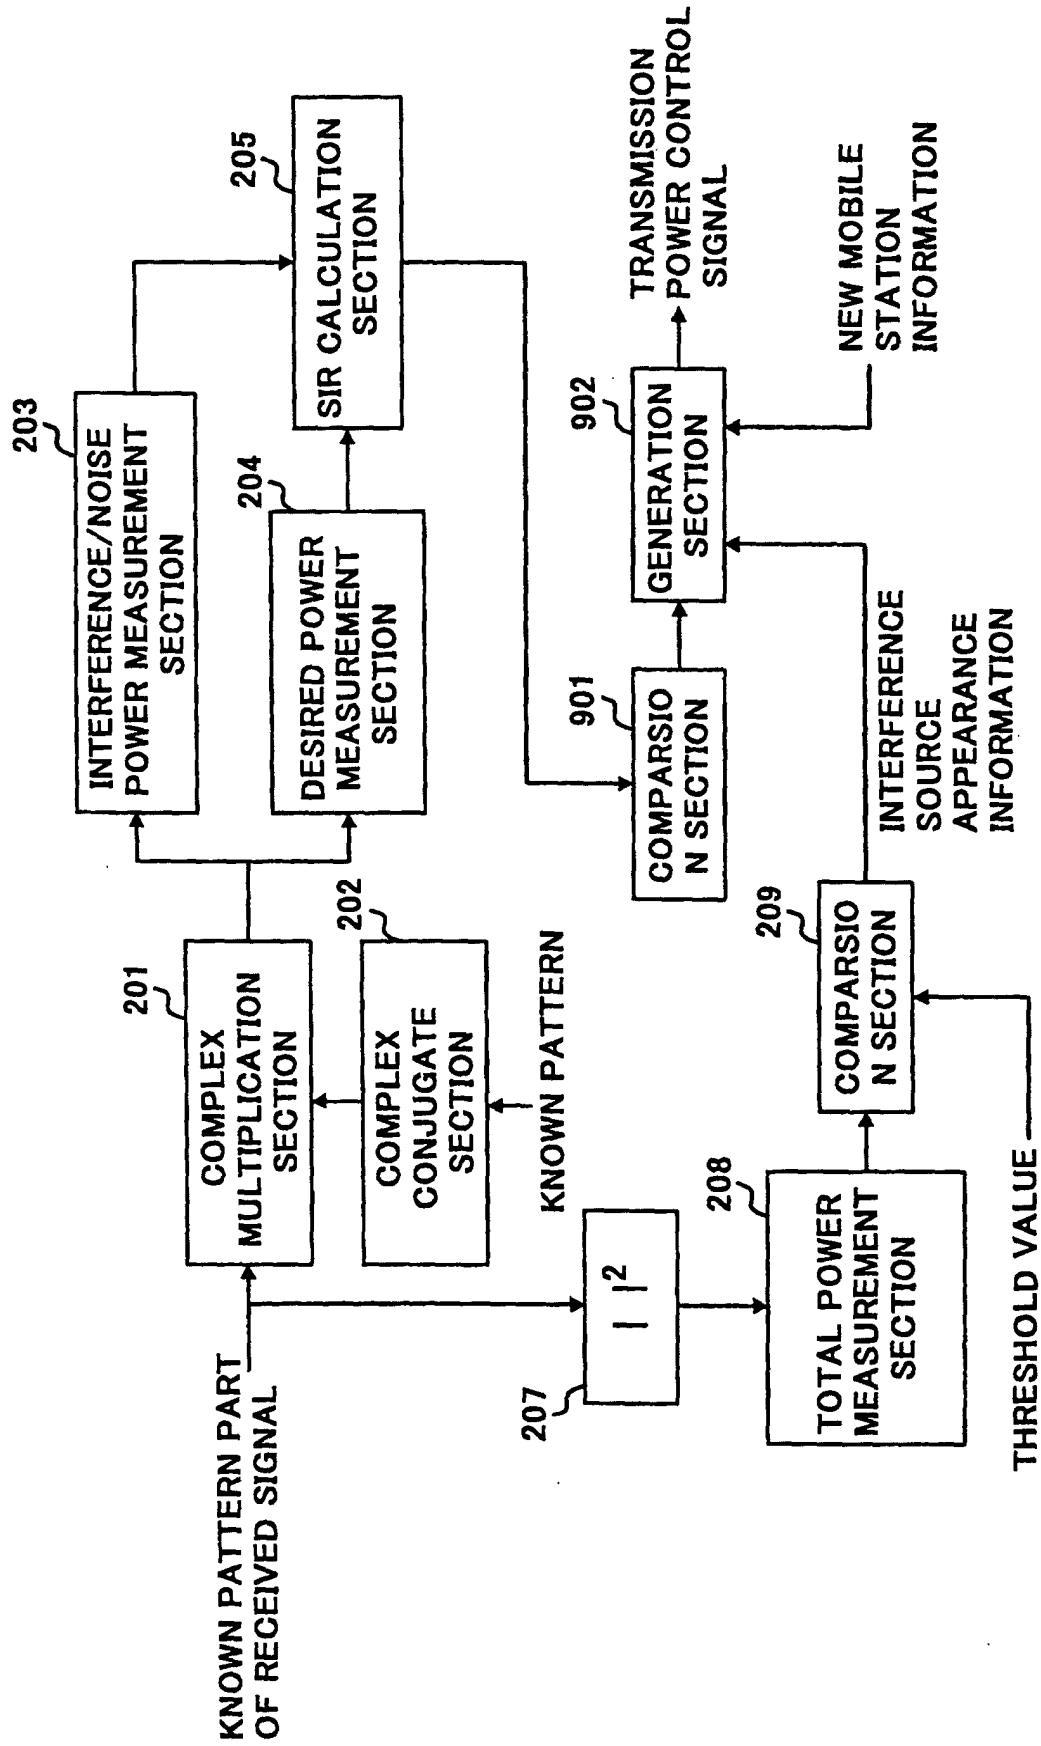 KNOWN PATTERN PART
OF RECEIVED SIGNAL
201
COMPLEX
MULTIPLICATION
SECTION
202
COMPLEX
CONJUGATE
SECTION
KNOWN PATTERN
203
INTERFERENCE/NOISE
POWER MEASUREMENT
SECTION
204
DESIRED POWER
MEASUREMENT
SECTION
205
SIR CALCULATION
SECTION
207
| |2
208
TOTAL POWER
MEASUREMENT
SECTION
THRESHOLD VALUE
209
COMPARSIO
N SECTION
INTERFERENCE
SOURCE
APPEARANCE
INFORMATION
901
COMPARSIO
N SECTION
902
GENERATION
SECTION
TRANSMISSION
POWER CONTROL
SIGNAL
NEW MOBILE
STATION
INFORMATION